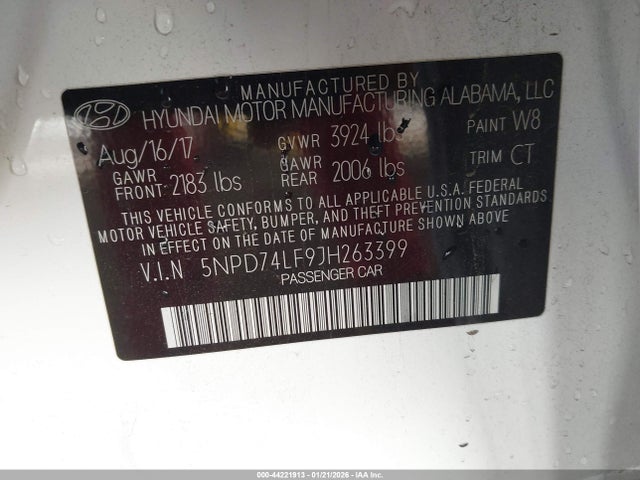 MANUFACTURED BY
HYUNDAI MOTOR MANUFACTURING ALABAMA, LLC
Aug/16/17 GVWR 3924 lbs PAINT W8
GAWR FRONT 2183 lbs GAWR REAR 2006 lbs TRIM CT
THIS VEHICLE CONFORMS TO ALL APPLICABLE U.S.A. FEDERAL
MOTOR VEHICLE SAFETY, BUMPER, AND THEFT PREVENTION STANDARDS
IN EFFECT ON THE DATE OF MANUFACTURE SHOWN ABOVE
V.I.N 5NPD74LF9JH263399
PASSENGER CAR
000-44221913 - 01/21/2026 - IAA Inc.